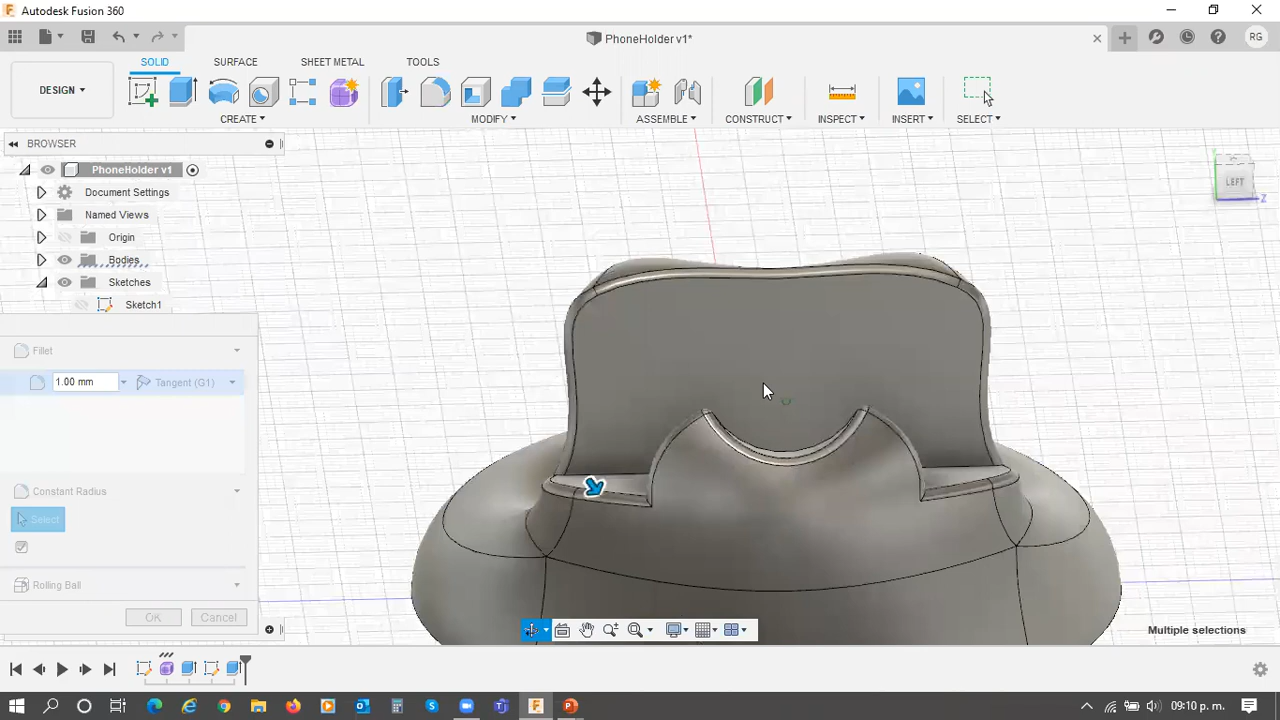 Autodesk Fusion 360
PhoneHolder v1*
RG
DESIGN
SOLID
SURFACE
SHEET METAL
TOOLS
CREATE
MODIFY
ASSEMBLE
CONSTRUCT
INSPECT
INSERT
SELECT
BROWSER
PhoneHolder v1
Document Settings
Named Views
Origin
Bodies
Sketches
Sketch1
Fillet
1.00 mm
Tangent (G1)
Constant Radius
Select
Rolling Ball
OK
Cancel
LEFT
Z
Multiple selections
09:10 p. m.